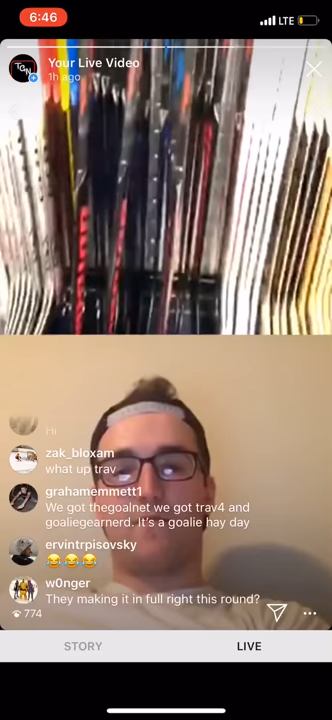 6:46
LTE
TGN
Your Live Video
1h ago
Hi
zak_bloxam
what up trav
grahamemmett1
We got thegoalnet we got trav4 and
goaliegearnerd. It's a goalie hay day
ervintrpisovsky
😂😂😂
w0nger
They making it in full right this round?
774
STORY
LIVE